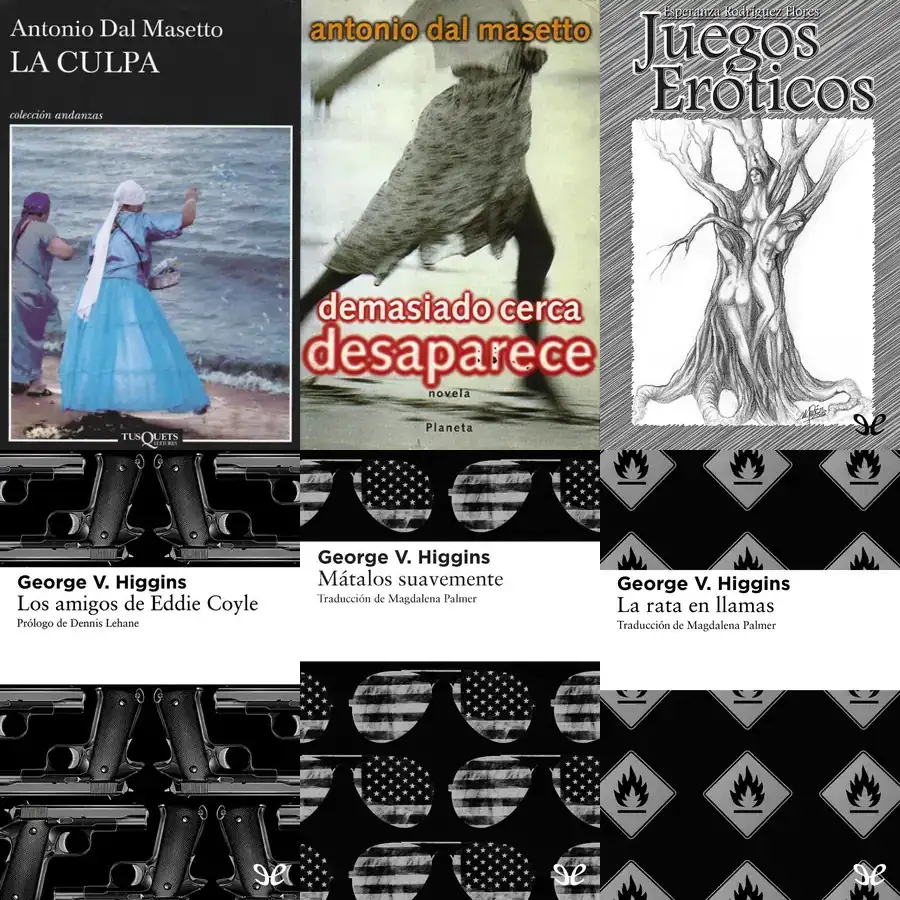 Antonio Dal Masetto
LA CULPA
colección andanzas
TUSQUETS
EDITORES
antonio dal masetto
demasiado cerca
desaparece
novela
Planeta
Esperanza Rodríguez Flores
Juegos
Eróticos
George V. Higgins
Los amigos de Eddie Coyle
Prólogo de Dennis Lehane
George V. Higgins
Mátalos suavemente
Traducción de Magdalena Palmer
George V. Higgins
La rata en llamas
Traducción de Magdalena Palmer